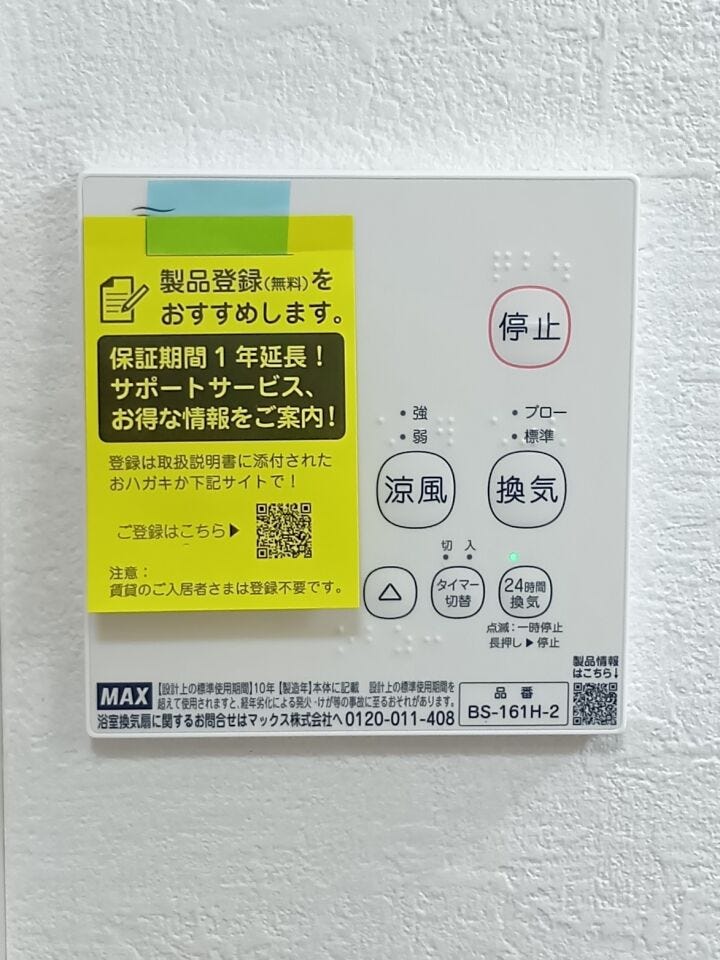 製品登録(無料)を
おすすめします。
保証期間1年延長!
サポートサービス、
お得な情報をご案内!
登録は取扱説明書に添付された
おハガキか下記サイトで!
ご登録はこちら▶
注意:
賃貸のご入居者さまは登録不要です。
停止
・強
・弱
・ブロー
・標準
涼風
換気
切 入
△
タイマー
切替
24時間
換気
点滅:一時停止
長押し▶停止
製品情報
はこちら↓
MAX
【設計上の標準使用期間】10年【製造年】本体に記載 設計上の標準使用期間を
超えて使用されますと、経年劣化による発火・けが等の事故に至るおそれがあります。
浴室換気扇に関するお問合せはマックス株式会社へ 0120-011-408
品番
BS-161H-2